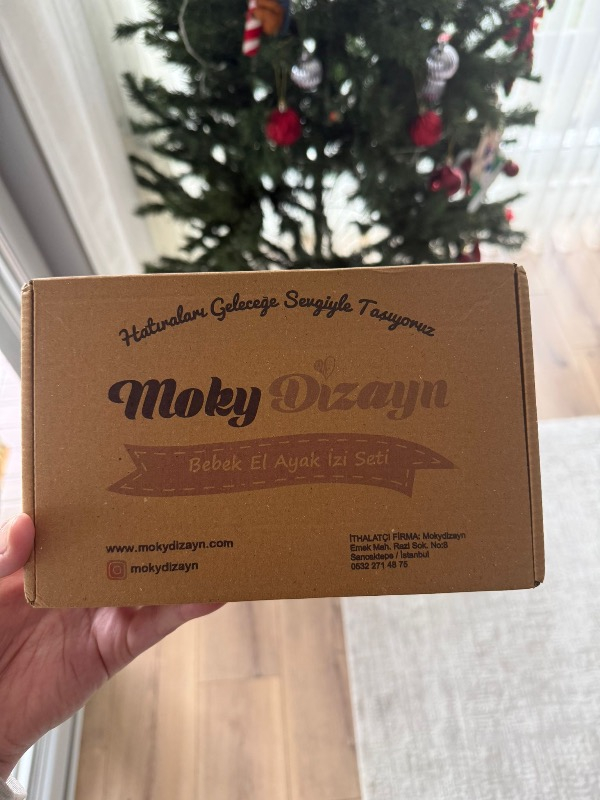 Hatıraları Geleceğe Sevgiyle Taşıyoruz
Moky Dizayn
Bebek El Ayak İzi Seti
www.mokydizayn.com
mokydizayn
İTHALATÇI FİRMA: Mokydizayn
Emek Mah. Razi Sok. No:8
Sancaktepe / İstanbul
0532 271 48 75